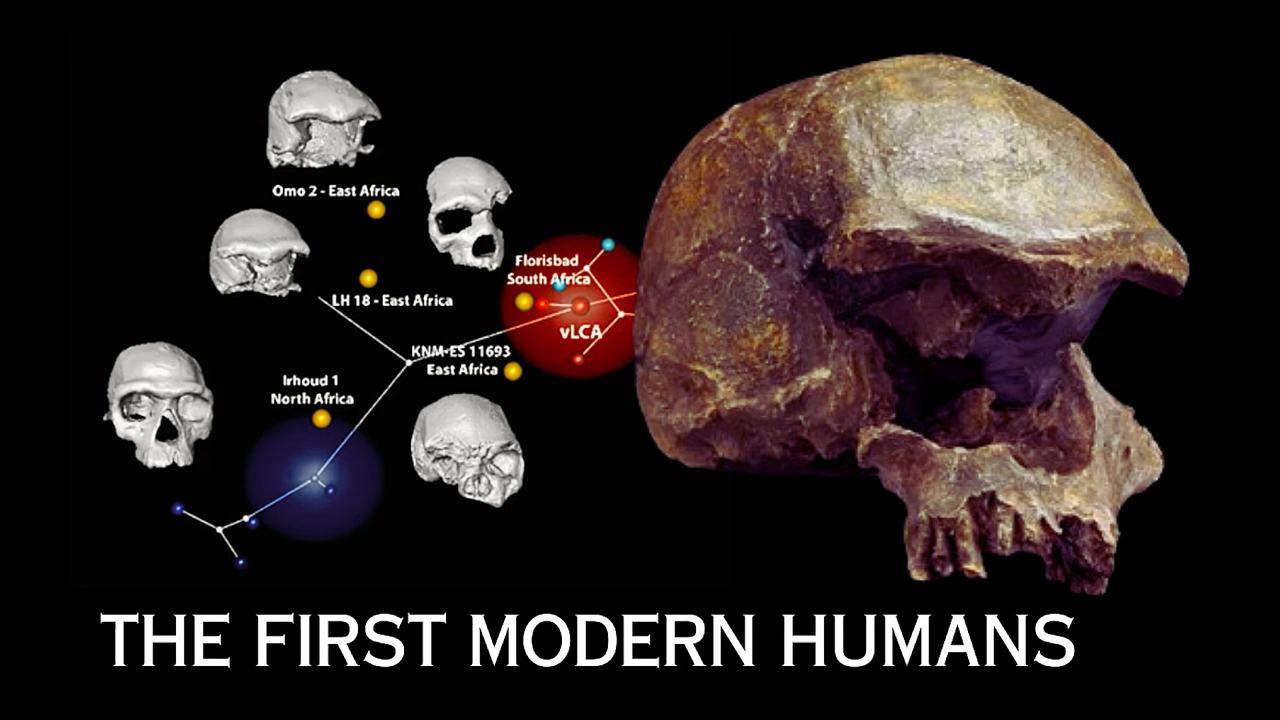 Omo 2 - East Africa
Florisbad
South Africa
LH 18 - East Africa
vLCA
KNM-ES 11693
East Africa
Irhoud 1
North Africa
THE FIRST MODERN HUMANS